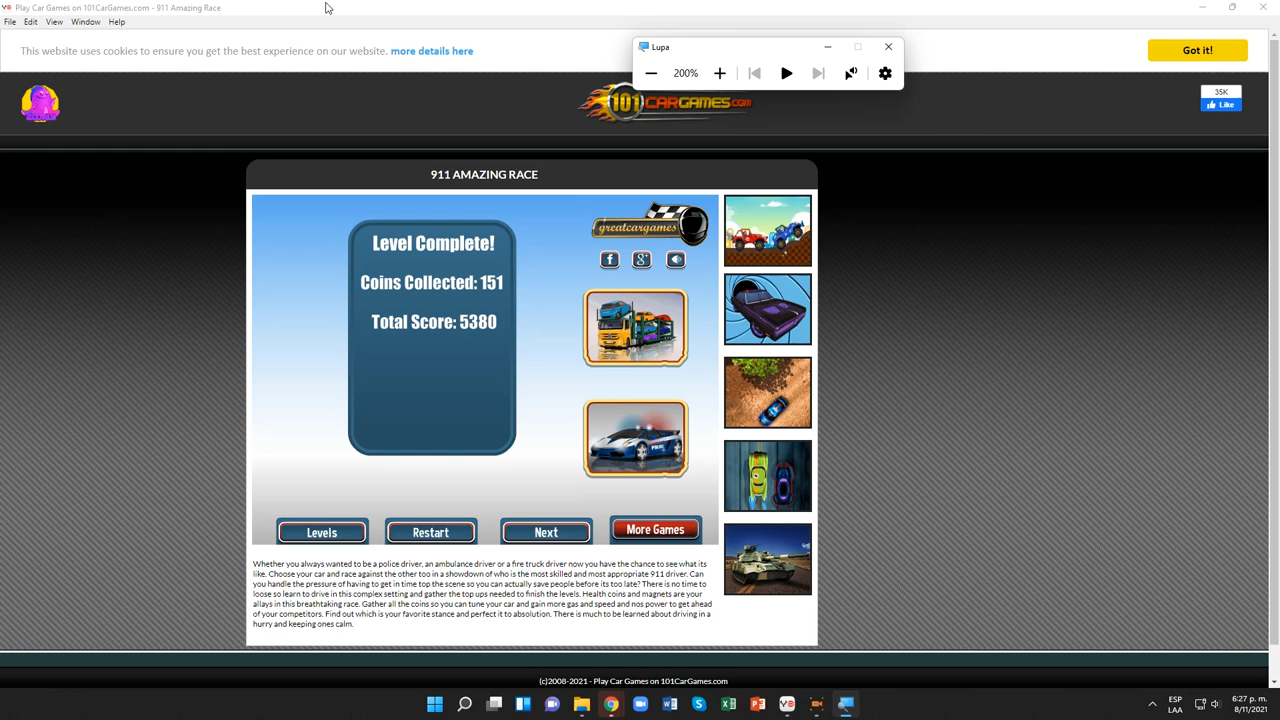 Play Car Games on 101CarGames.com - 911 Amazing Race
File Edit View Window Help
This website uses cookies to ensure you get the best experience on our website. more details here
Got it!
Lupa
200%
101CARGAMES.COM
35K
Like
911 AMAZING RACE
Level Complete!
Coins Collected: 151
Total Score: 5380
greatcargames
Levels
Restart
Next
More Games
Whether you always wanted to be a police driver, an ambulance driver or a fire truck driver now you have the chance to see what its
like. Choose your car and race against the other too in a showdown of who is the most skilled and most appropriate 911 driver. Can
you handle the pressure of having to get in time top the scene so you can actually save people before its too late? There is no time to
loose so learn to drive in this complex setting and gather the top ups needed to finish the levels. Health coins and magnets are your
allays in this breathtaking race. Gather all the coins so you can tune your car and gain more gas and speed and nos power to get ahead
of your competitors. Find out which is your favorite stance and perfect it to absolution. There is much to be learned about driving in a
hurry and keeping ones calm.
(c)2008-2021 - Play Car Games on 101CarGames.com
ESP
LAA
6:27 p. m.
8/11/2021